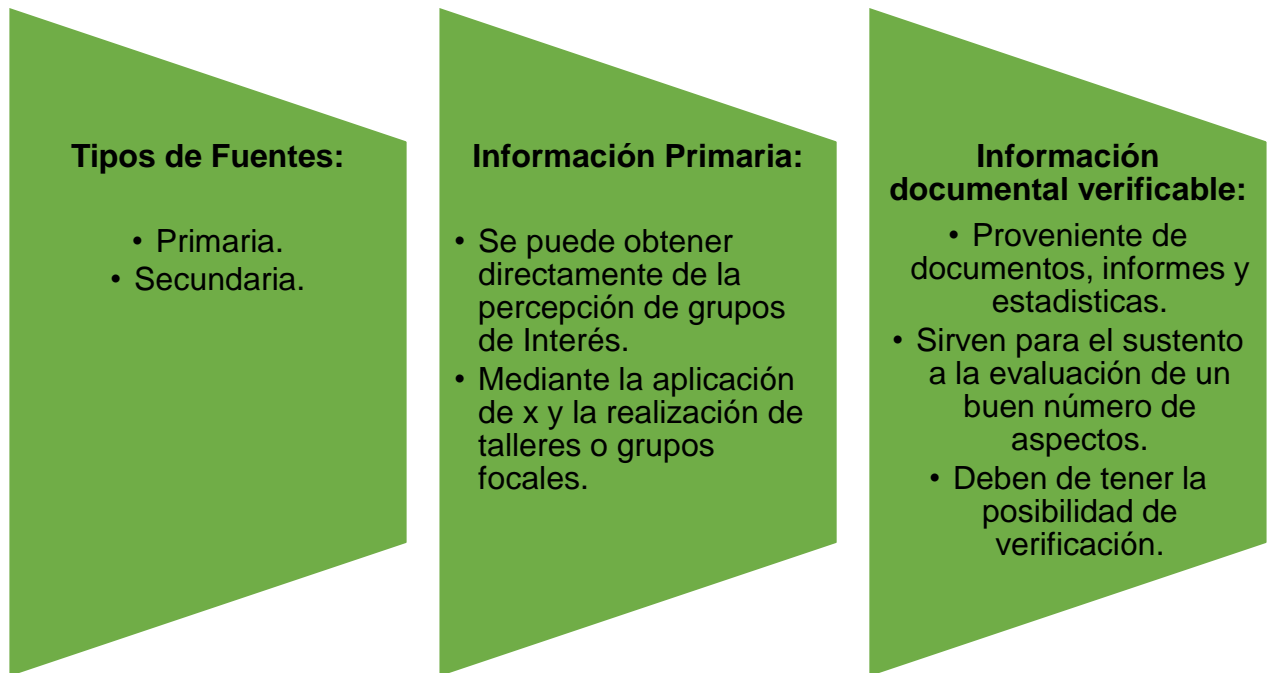 Tipos de Fuentes:
• Primaria.
• Secundaria.
Información Primaria:
• Se puede obtener
directamente de la
percepción de grupos
de Interés.
• Mediante la aplicación
de x y la realización de
talleres o grupos
focales.
Información
documental verificable:
• Proveniente de
documentos, informes y
estadisticas.
• Sirven para el sustento
a la evaluación de un
buen número de
aspectos.
• Deben de tener la
posibilidad de
verificación.